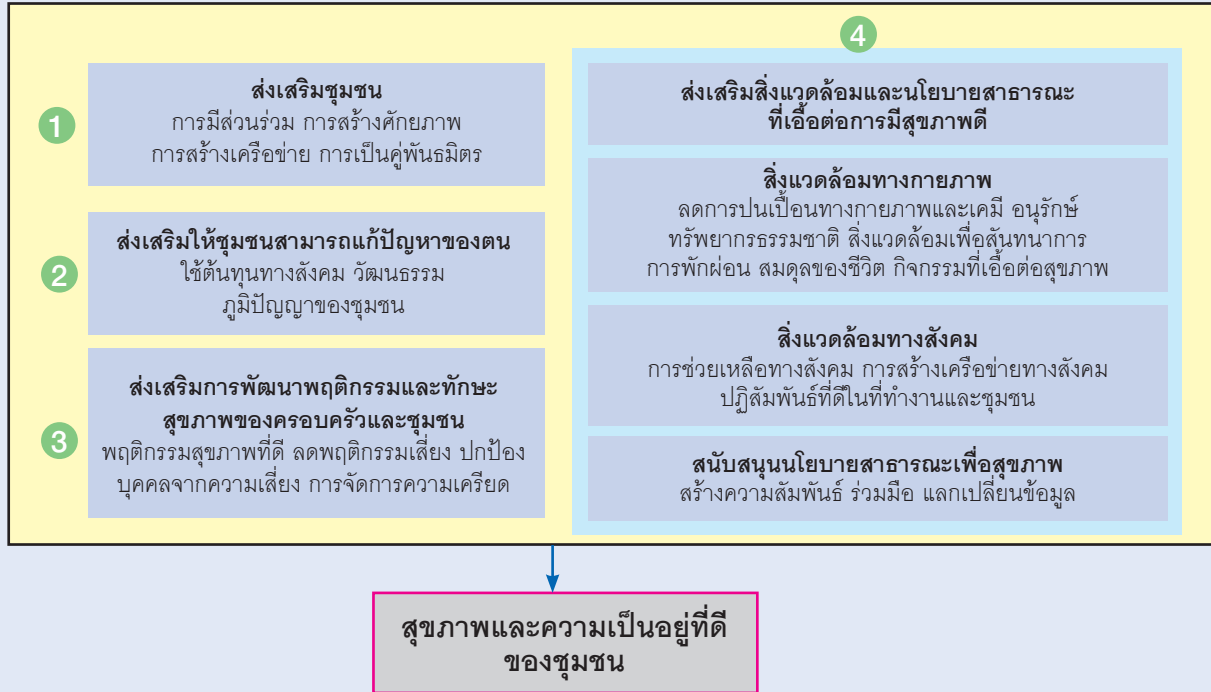 1
ส่งเสริมชุมชน
การมีส่วนร่วม การสร้างศักยภาพ
การสร้างเครือข่าย การเป็นคู่พันธมิตร
2
ส่งเสริมให้ชุมชนสามารถแก้ปัญหาของตน
ใช้ต้นทุนทางสังคม วัฒนธรรม
ภูมิปัญญาของชุมชน
3
ส่งเสริมการพัฒนาพฤติกรรมและทักษะ
สุขภาพของครอบครัวและชุมชน
พฤติกรรมสุขภาพที่ดี ลดพฤติกรรมเสี่ยง ปกป้อง
บุคคลจากความเสี่ยง การจัดการความเครียด
4
ส่งเสริมสิ่งแวดล้อมและนโยบายสาธารณะ
ที่เอื้อต่อการมีสุขภาพดี
สิ่งแวดล้อมทางกายภาพ
ลดการปนเปื้อนทางกายภาพและเคมี อนุรักษ์
ทรัพยากรธรรมชาติ สิ่งแวดล้อมเพื่อสันทนาการ
การพักผ่อน สมดุลของชีวิต กิจกรรมที่เอื้อต่อสุขภาพ
สิ่งแวดล้อมทางสังคม
การช่วยเหลือทางสังคม การสร้างเครือข่ายทางสังคม
ปฏิสัมพันธ์ที่ดีในที่ทำงานและชุมชน
สนับสนุนนโยบายสาธารณะเพื่อสุขภาพ
สร้างความสัมพันธ์ ร่วมมือ แลกเปลี่ยนข้อมูล
สุขภาพและความเป็นอยู่ที่ดี
ของชุมชน